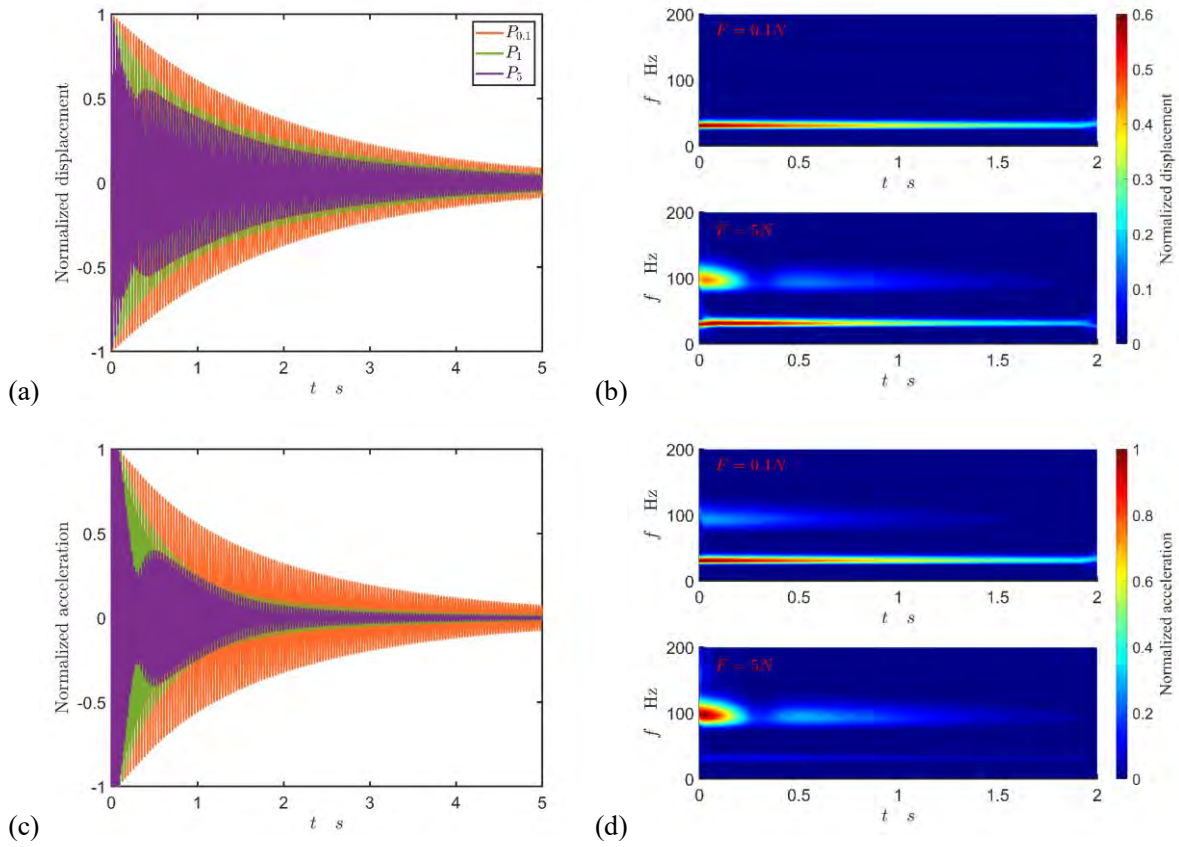 1
0.5
0
-0.5
-1
Normalized displacement
P0.1
P1
P5
0 1 2 3 4 5
t s
(a)
200
100
0
f Hz
F = 0.1N
0 0.5 1 1.5 2
t s
200
100
0
f Hz
F = 5N
0 0.5 1 1.5 2
t s
0.6
0.5
0.4
0.3
0.2
0.1
0
Normalized displacement
(b)
1
0.5
0
-0.5
-1
Normalized acceleration
0 1 2 3 4 5
t s
(c)
200
100
0
f Hz
F = 0.1N
0 0.5 1 1.5 2
t s
200
100
0
f Hz
F = 5N
0 0.5 1 1.5 2
t s
1
0.8
0.6
0.4
0.2
0
Normalized acceleration
(d)